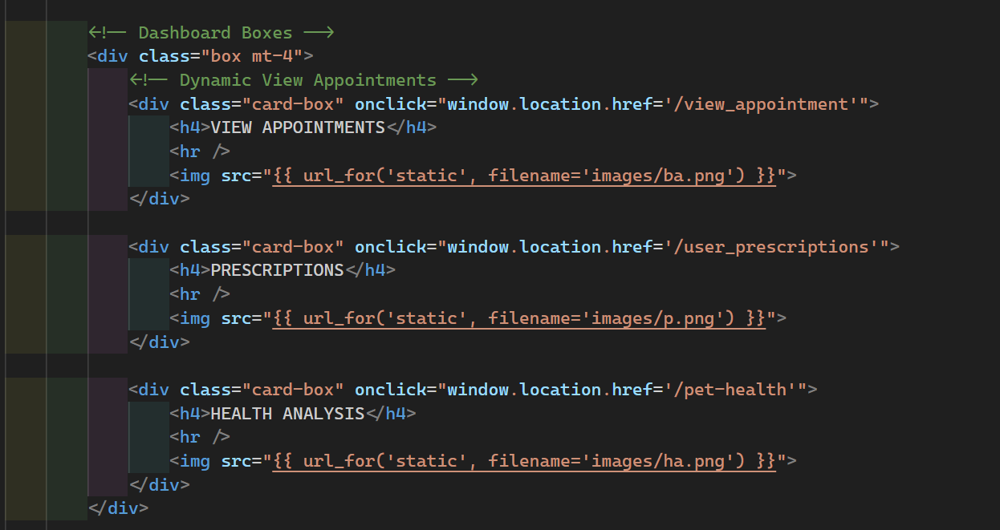 <!-- Dashboard Boxes -->
<div class="box mt-4">
<!-- Dynamic View Appointments -->
<div class="card-box" onclick="window.location.href='/view_appointment'">
<h4>VIEW APPOINTMENTS</h4>
<hr />
<img src="{{ url_for('static', filename='images/ba.png') }}">
</div>
<div class="card-box" onclick="window.location.href='/user_prescriptions'">
<h4>PRESCRIPTIONS</h4>
<hr />
<img src="{{ url_for('static', filename='images/p.png') }}">
</div>
<div class="card-box" onclick="window.location.href='/pet-health'">
<h4>HEALTH ANALYSIS</h4>
<hr />
<img src="{{ url_for('static', filename='images/ha.png') }}">
</div>
</div>